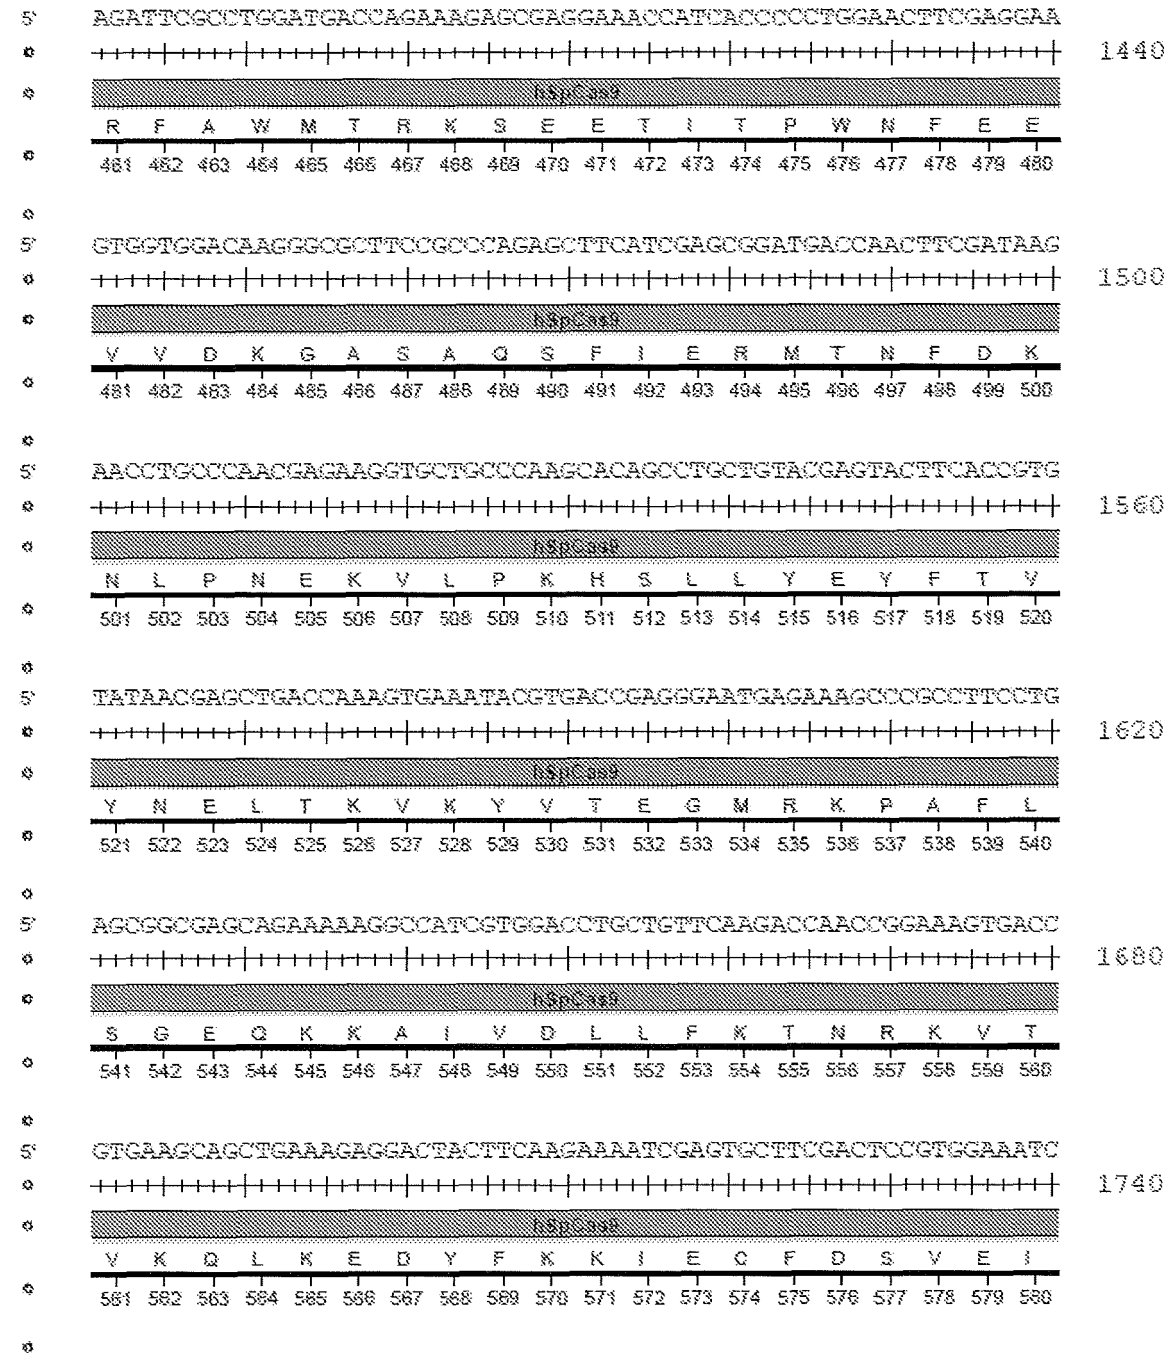 5' AGATTCGCCTGGATGACCAGAAAGAGCGAGGAAACCATCACCCCCTGGAACTTCGAGGAA
1440
hSpCas9
R F A W M T R K S E E T I T P W N F E E
461 462 463 464 465 466 467 468 469 470 471 472 473 474 475 476 477 478 479 480
5' GTGGTGGACAAGGGCGCTTCCGCCCAGAGCTTCATCGAGCGGATGACCAACTTCGATAAG
1500
hSpCas9
V V D K G A S A Q S F I E R M T N F D K
481 482 483 484 485 486 487 488 489 490 491 492 493 494 495 496 497 498 499 500
5' AACCTGCCCAACGAGAAGGTGCTGCCCAAGCACAGCCTGCTGTACGAGTACTTCACCGTG
1560
hSpCas9
N L P N E K V L P K H S L L Y E Y F T V
501 502 503 504 505 506 507 508 509 510 511 512 513 514 515 516 517 518 519 520
5' TATAACGAGCTGACCAAAGTGAAATACGTGACCGAGGGAATGAGAAAGCCCGCCTTCCTG
1620
hSpCas9
Y N E L T K V K Y V T E G M R K P A F L
521 522 523 524 525 526 527 528 529 530 531 532 533 534 535 536 537 538 539 540
5' AGCGGCGAGCAGAAAAAGGCCATCGTGGACCTGCTGTTCAAGACCAACCGGAAAGTGACC
1680
hSpCas9
S G E Q K K A I V D L L F K T N R K V T
541 542 543 544 545 546 547 548 549 550 551 552 553 554 555 556 557 558 559 560
5' GTGAAGCAGCTGAAAGAGGACTACTTCAAGAAAATCGAGTGCTTCGACTCCGTGGAAATC
1740
hSpCas9
V K Q L K E D Y F K K I E C F D S V E I
561 562 563 564 565 566 567 568 569 570 571 572 573 574 575 576 577 578 579 580